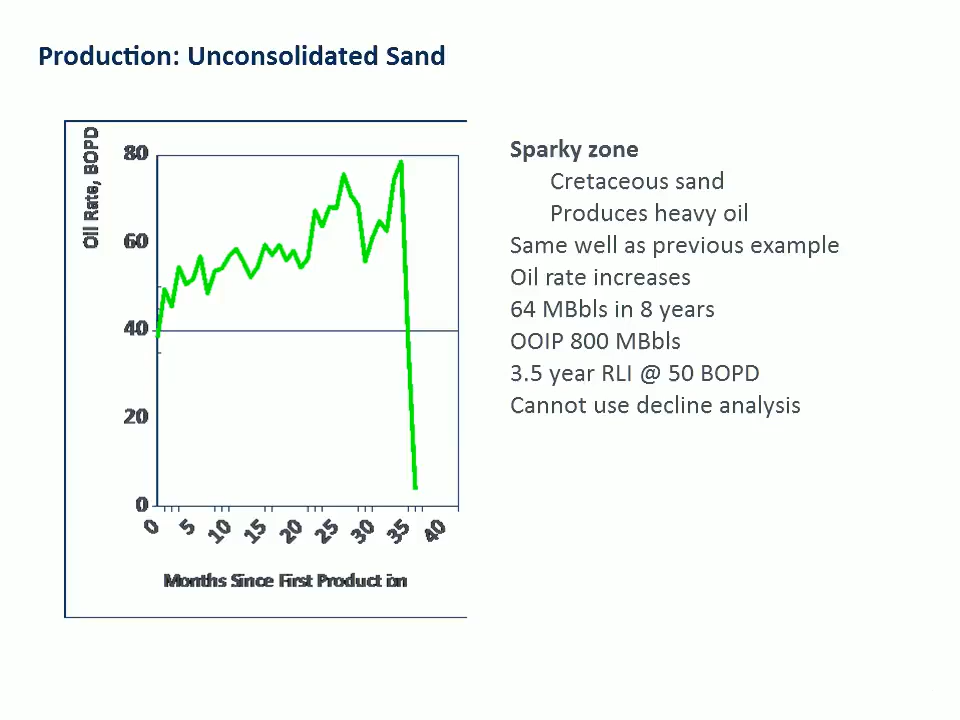 Production: Unconsolidated Sand
Oil Rate, BOPD
80
60
40
20
0
0 5 10 15 20 25 30 35 40
Months Since First Production
Sparky zone
Cretaceous sand
Produces heavy oil
Same well as previous example
Oil rate increases
64 MBbls in 8 years
OOIP 800 MBbls
3.5 year RLI @ 50 BOPD
Cannot use decline analysis